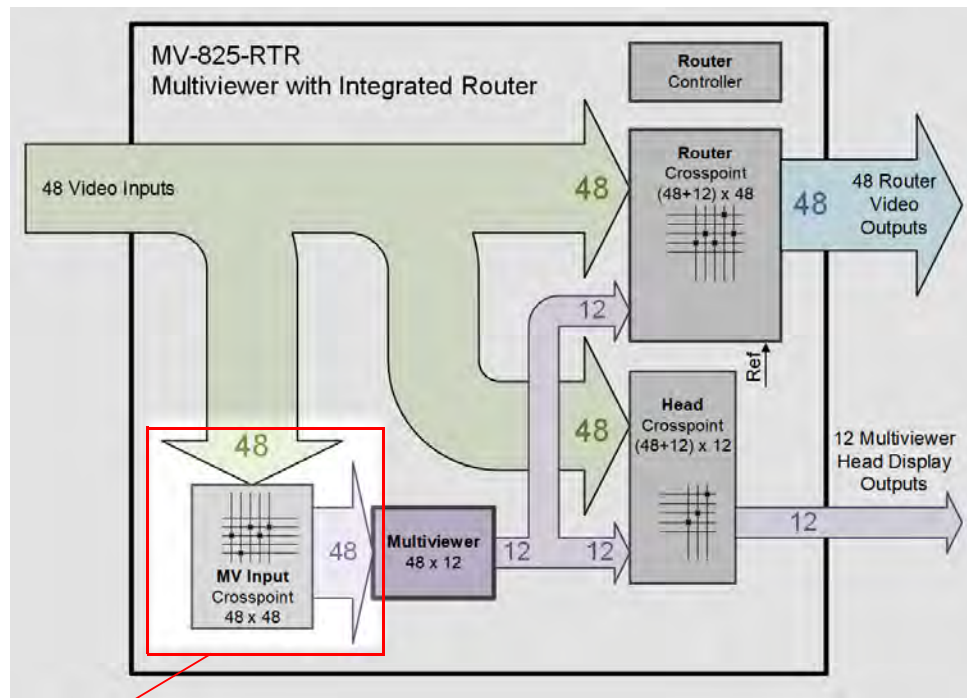 MV-825-RTR
Multiviewer with Integrated Router
Router
Controller
48 Video Inputs
48
Router
Crosspoint
(48+12) x 48
48
48 Router
Video
Outputs
12
Ref
48
Head
Crosspoint
(48+12) x 12
12 Multiviewer
Head Display
Outputs
48
MV Input
Crosspoint
48 x 48
48
Multiviewer
48 x 12
12
12
12